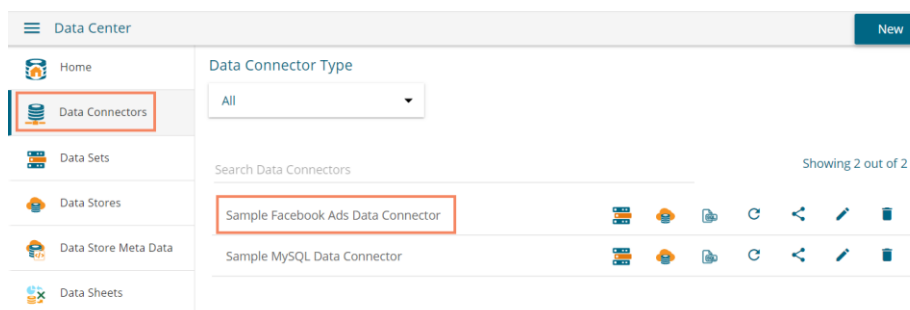 Data Center
New
Home
Data Connectors
Data Sets
Data Stores
Data Store Meta Data
Data Sheets
Data Connector Type
All
Search Data Connectors
Showing 2 out of 2
Sample Facebook Ads Data Connector
Sample MySQL Data Connector